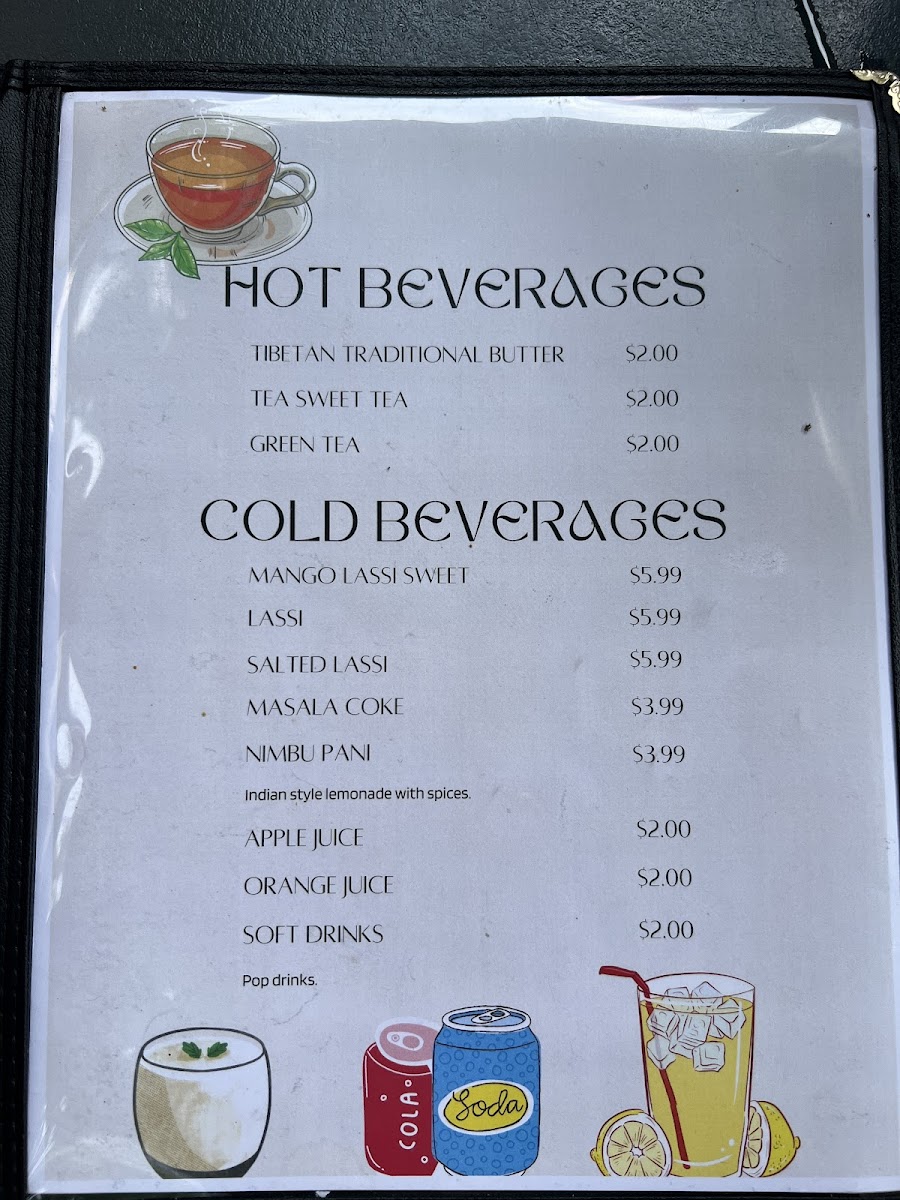 HOT BEVERAGES
TIBETAN TRADITIONAL BUTTER $2.00
TEA SWEET TEA $2.00
GREEN TEA $2.00
COLD BEVERAGES
MANGO LASSI SWEET $5.99
LASSI $5.99
SALTED LASSI $5.99
MASALA COKE $3.99
NIMBU PANI $3.99
Indian style lemonade with spices.
APPLE JUICE $2.00
ORANGE JUICE $2.00
SOFT DRINKS $2.00
Pop drinks.
COLA
Soda